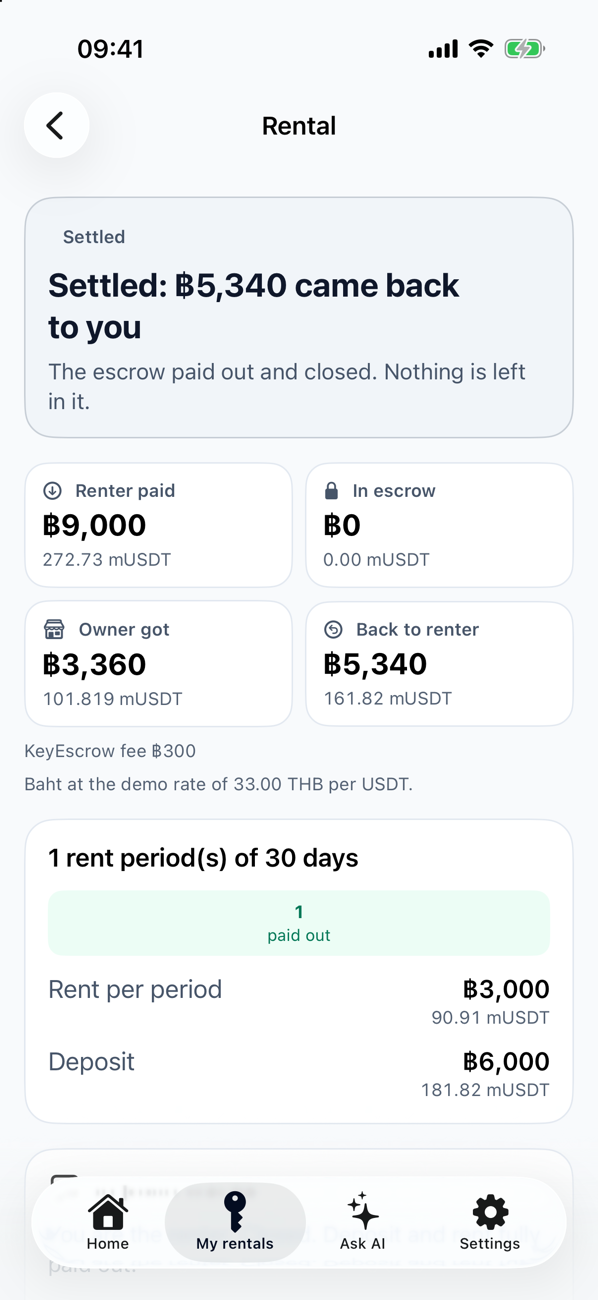 09:41
Rental
Settled
Settled: ฿5,340 came back
to you
The escrow paid out and closed. Nothing is left
in it.
Renter paid
฿9,000
272.73 mUSDT
In escrow
฿0
0.00 mUSDT
Owner got
฿3,360
101.819 mUSDT
Back to renter
฿5,340
161.82 mUSDT
KeyEscrow fee ฿300
Baht at the demo rate of 33.00 THB per USDT.
1 rent period(s) of 30 days
1
paid out
Rent per period
฿3,000
90.91 mUSDT
Deposit
฿6,000
181.82 mUSDT
paid out.
Home
My rentals
Ask AI
Settings